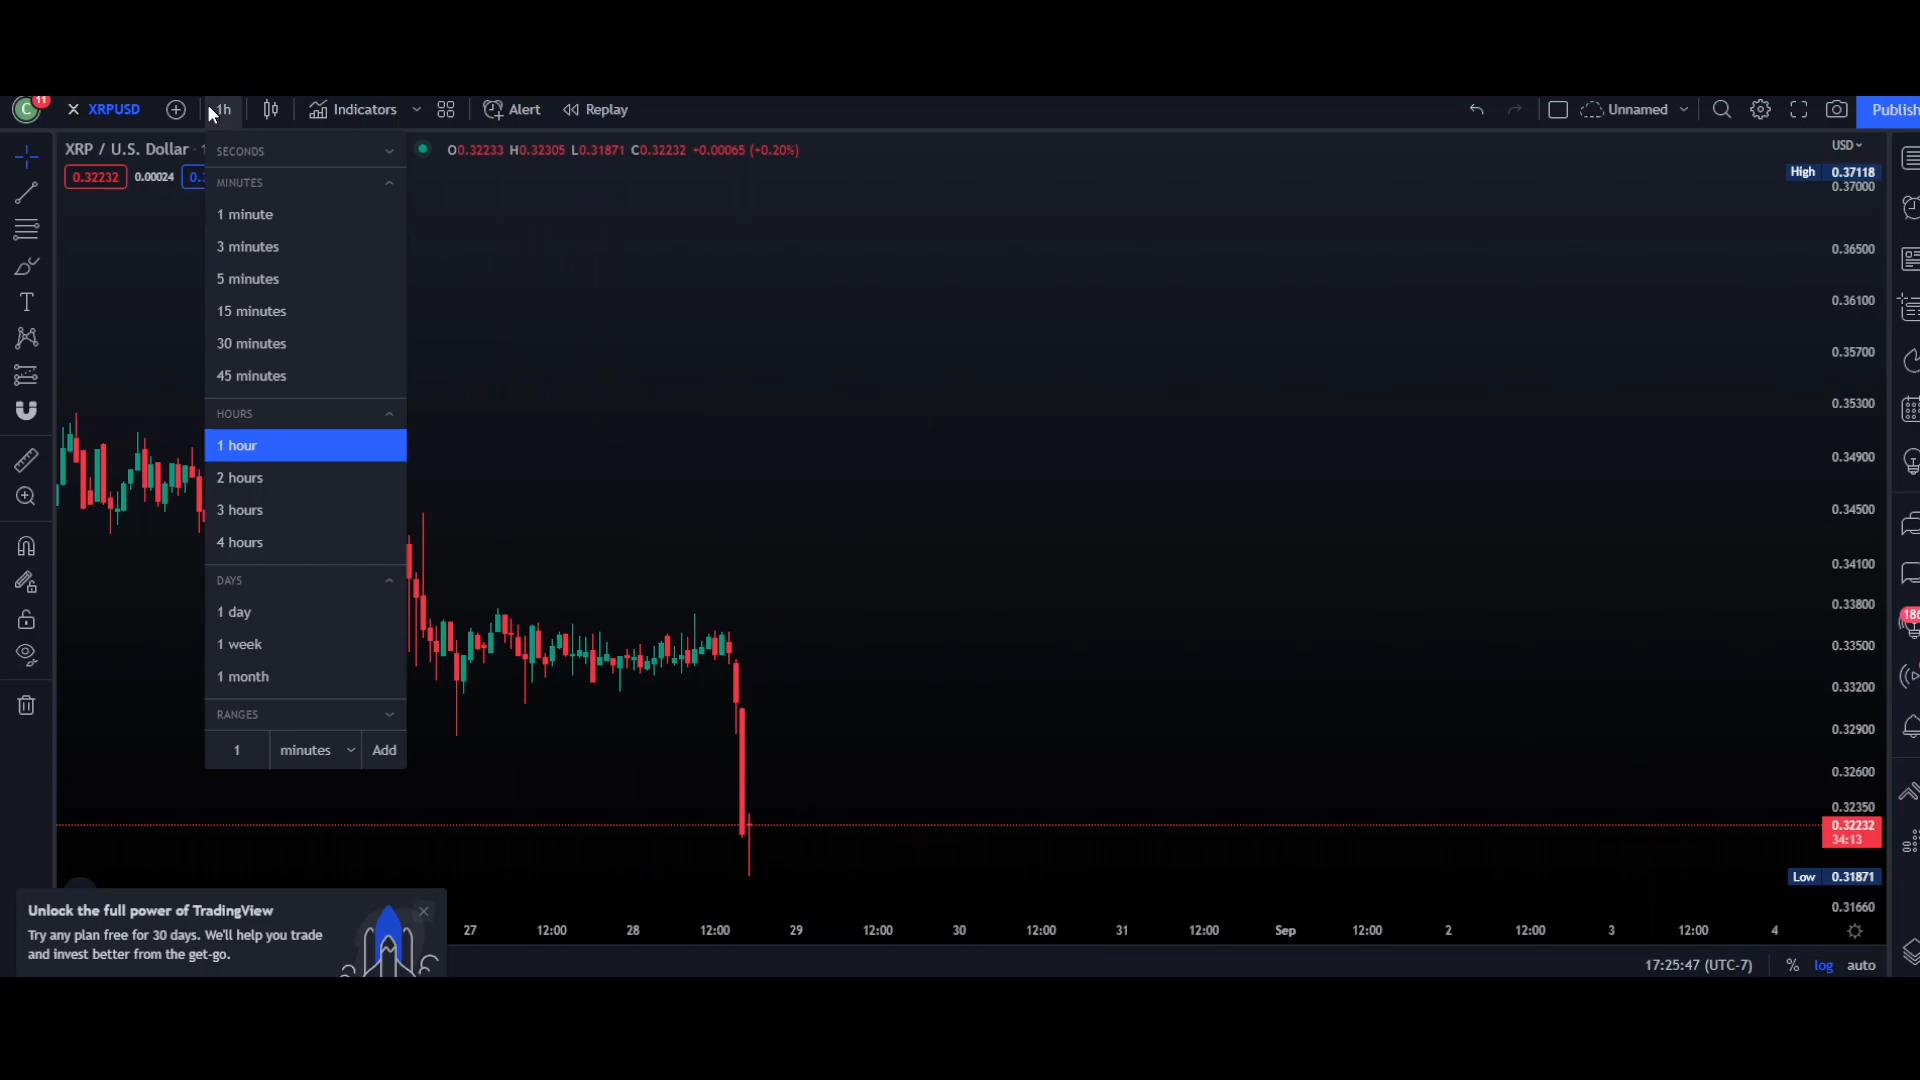 C 11 XRPUSD 1h Indicators Alert Replay Unnamed Publish
XRP / U.S. Dollar · 1 O0.32233 H0.32305 L0.31871 C0.32232 +0.00065 (+0.20%)
0.32232 0.00024 0.
SECONDS
MINUTES
1 minute
3 minutes
5 minutes
15 minutes
30 minutes
45 minutes
HOURS
1 hour
2 hours
3 hours
4 hours
DAYS
1 day
1 week
1 month
RANGES
1 minutes Add
USD
High 0.37118
0.37000
0.36500
0.36100
0.35700
0.35300
0.34900
0.34500
0.34100
0.33800
0.33500
0.33200
0.32900
0.32600
0.32350
0.32232
34:13
Low 0.31871
0.31660
186
Unlock the full power of TradingView
Try any plan free for 30 days. We'll help you trade
and invest better from the get-go.
27 12:00 28 12:00 29 12:00 30 12:00 31 12:00 Sep 12:00 2 12:00 3 12:00 4
17:25:47 (UTC-7) % log auto